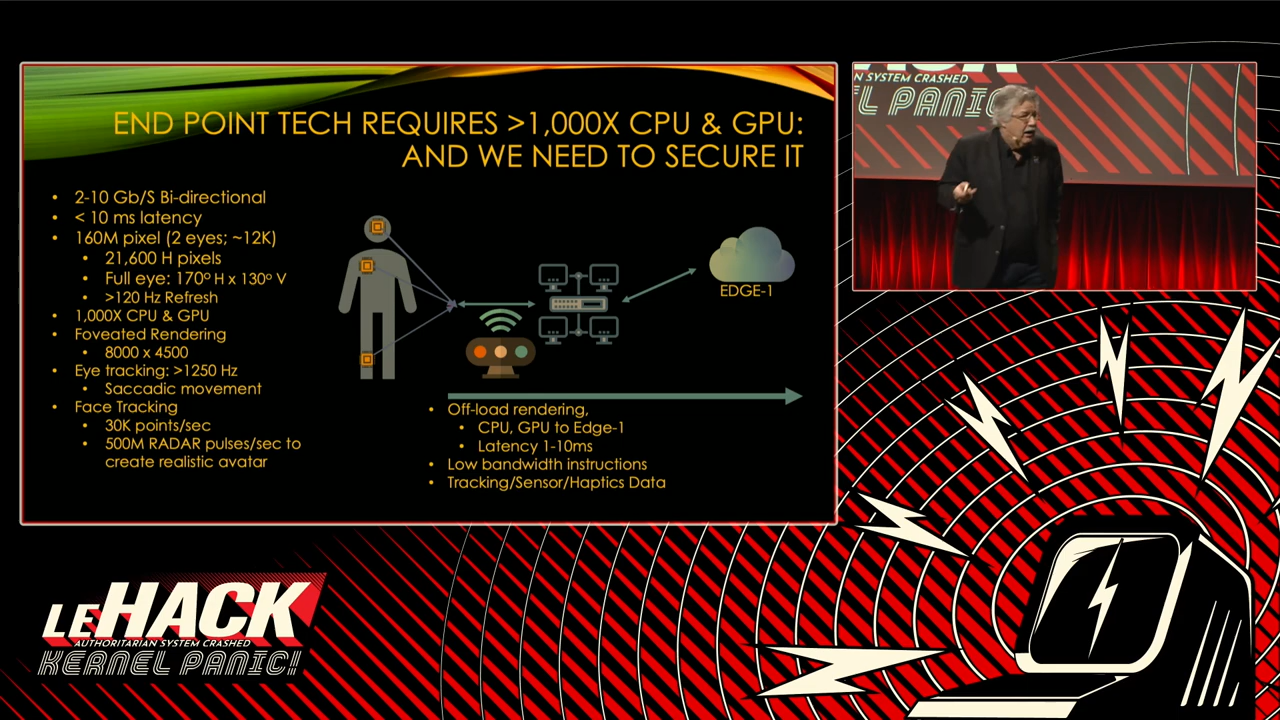 END POINT TECH REQUIRES >1,000X CPU & GPU:
AND WE NEED TO SECURE IT
• 2-10 Gb/S Bi-directional
• < 10 ms latency
• 160M pixel (2 eyes; ~12K)
• 21,600 H pixels
• Full eye: 170º H x 130º V
• >120 Hz Refresh
• 1,000X CPU & GPU
• Foveated Rendering
• 8000 x 4500
• Eye tracking: >1250 Hz
• Saccadic movement
• Face Tracking
• 30K points/sec
• 500M RADAR pulses/sec to
create realistic avatar
EDGE-1
• Off-load rendering,
• CPU, GPU to Edge-1
• Latency 1-10ms
• Low bandwidth instructions
• Tracking/Sensor/Haptics Data
N SYSTEM CRASHED
EL PANIC
LEHACK
AUTHORITARIAN SYSTEM CRASHED
KERNEL PANIC!